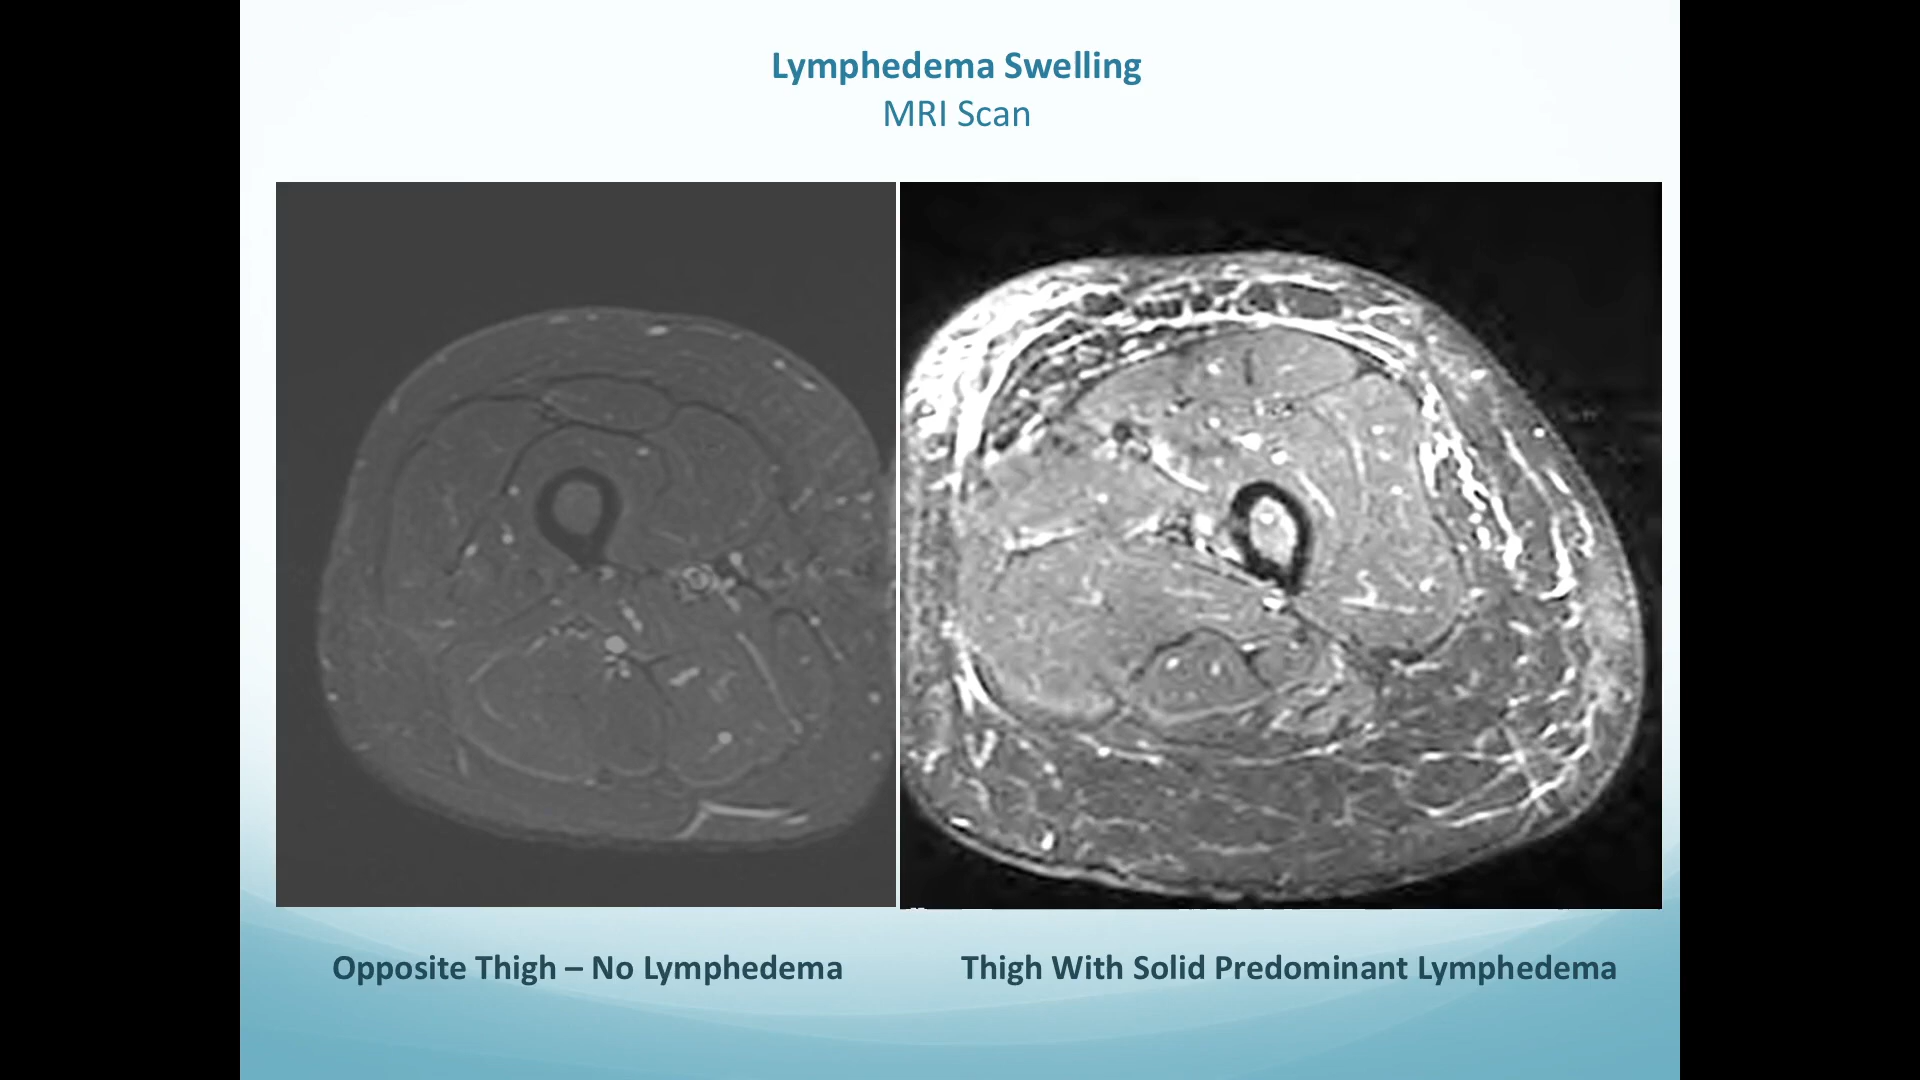 Lymphedema Swelling
MRI Scan
Opposite Thigh – No Lymphedema
Thigh With Solid Predominant Lymphedema